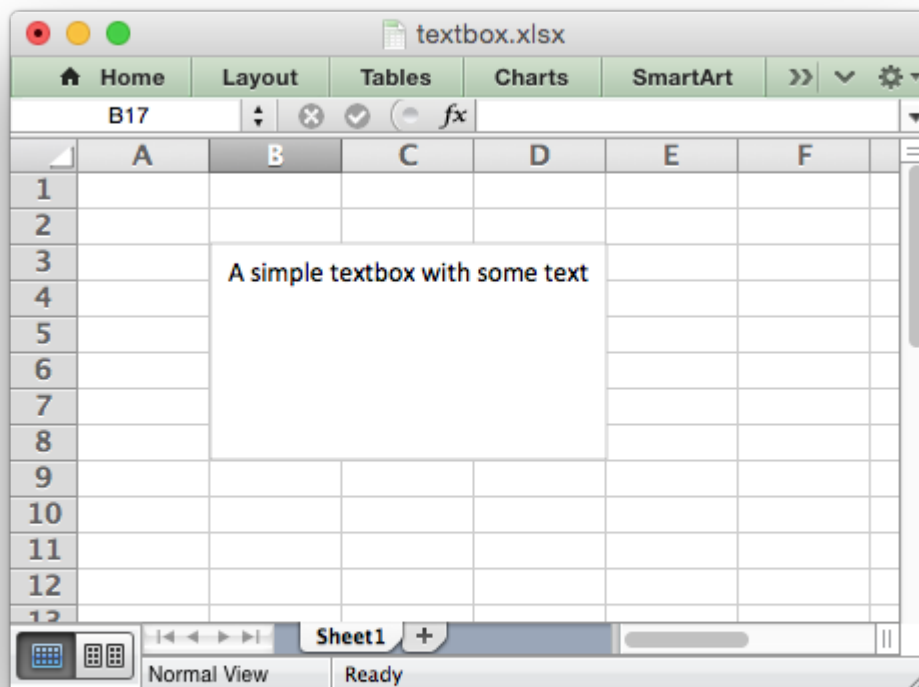 textbox.xlsx
Home Layout Tables Charts SmartArt
B17 fx
A B C D E F
1
2
3
A simple textbox with some text
4
5
6
7
8
9
10
11
12
13
Sheet1
Normal View Ready